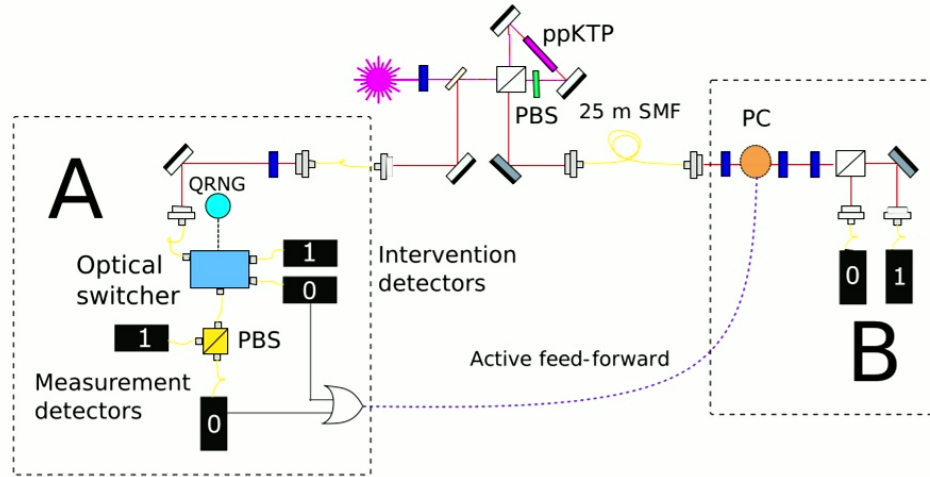 ppKTP
PBS
25 m SMF
PC
A
QRNG
Optical
switcher
1
0
Intervention
detectors
1
PBS
Measurement
detectors
0
Active feed-forward
0
1
B